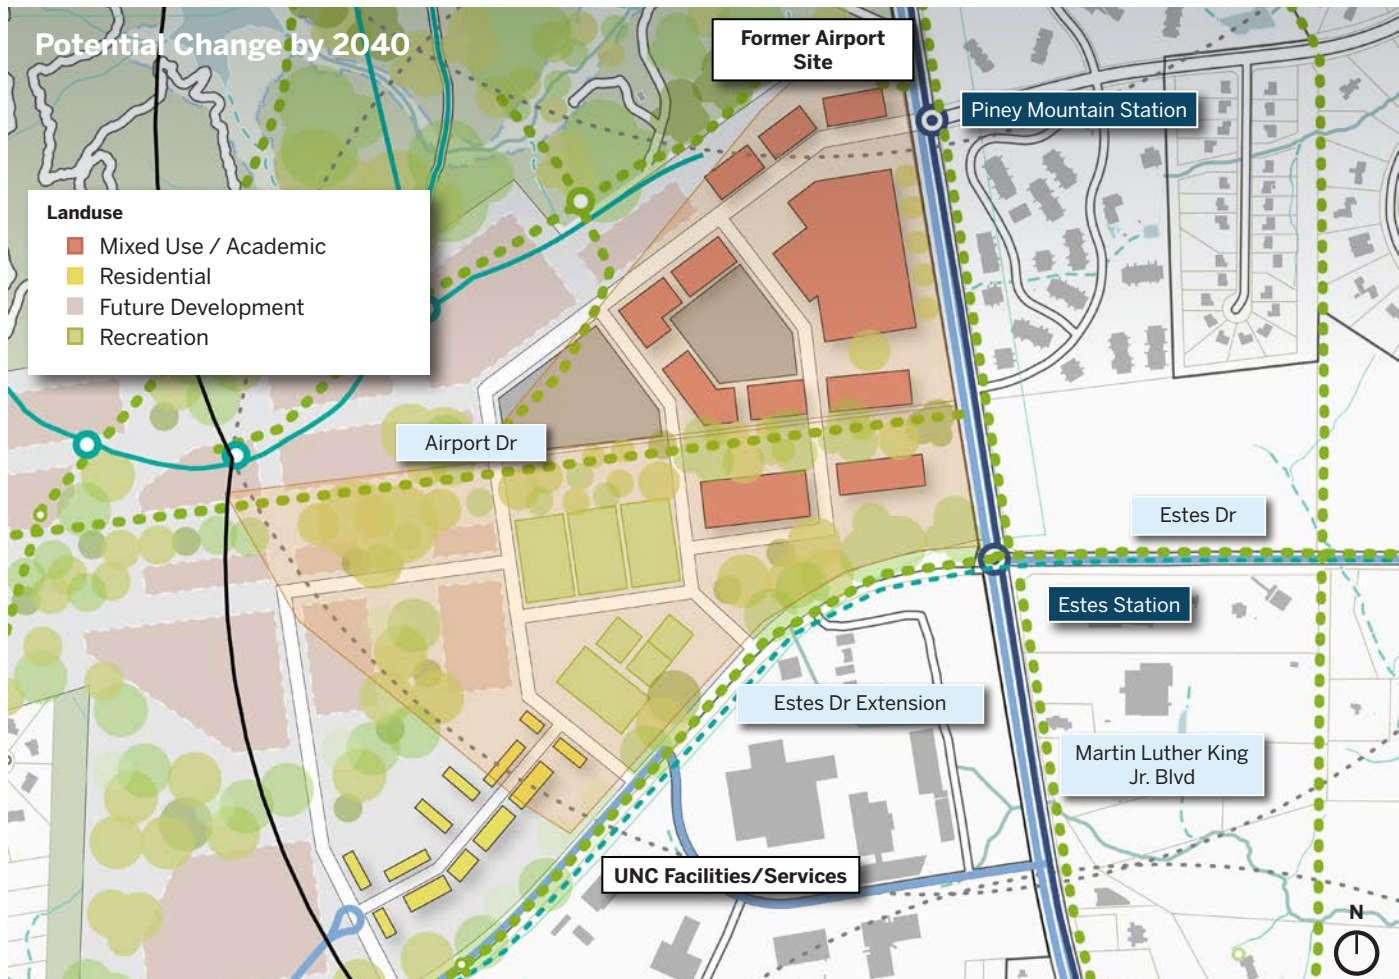 Potential Change by 2040
Former Airport
Site
Piney Mountain Station
Landuse
Mixed Use / Academic
Residential
Future Development
Recreation
Airport Dr
Estes Dr
Estes Station
Estes Dr Extension
Martin Luther King
Jr. Blvd
UNC Facilities/Services
N